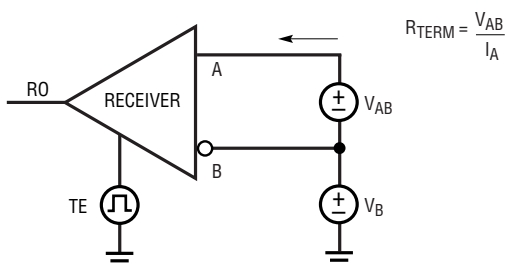 RTERM = VAB
IA
A
RO
RECEIVER
+
–
VAB
B
TE
+
–
VB